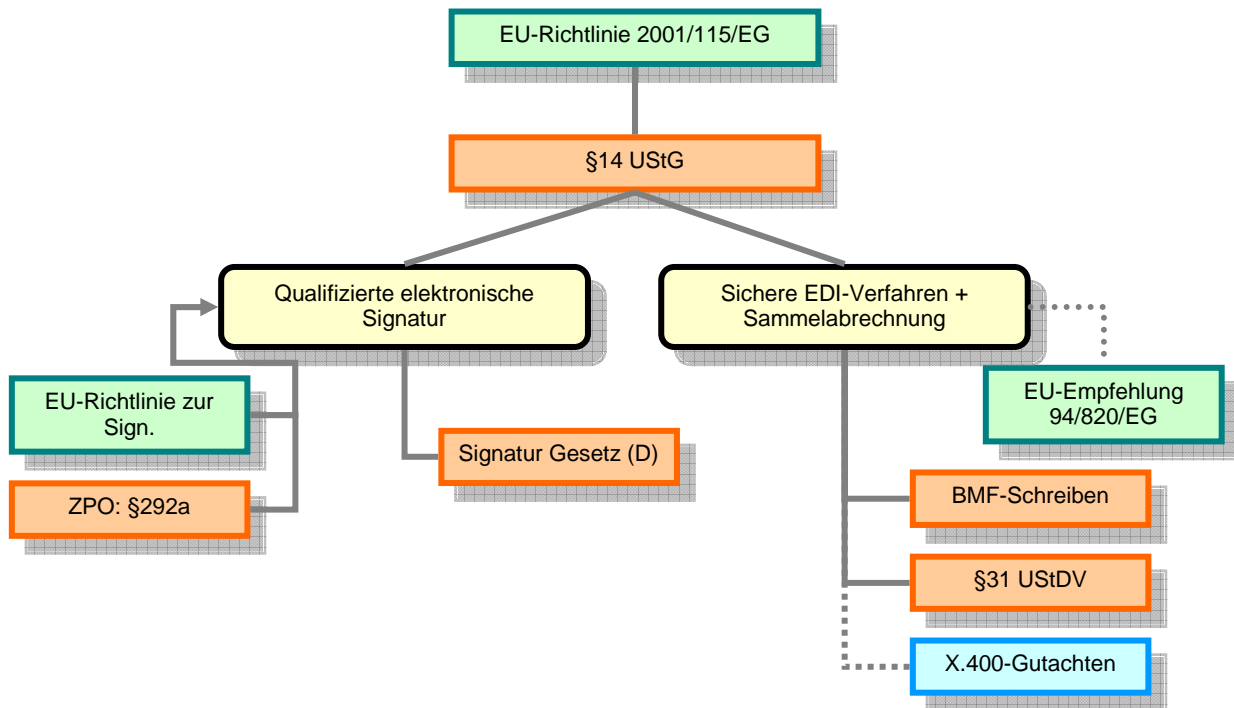 EU-Richtlinie 2001/115/EG
§14 UStG
Qualifizierte elektronische
Signatur
Sichere EDI-Verfahren +
Sammelabrechnung
EU-Richtlinie zur
Sign.
EU-Empfehlung
94/820/EG
Signatur Gesetz (D)
ZPO: §292a
BMF-Schreiben
§31 UStDV
X.400-Gutachten